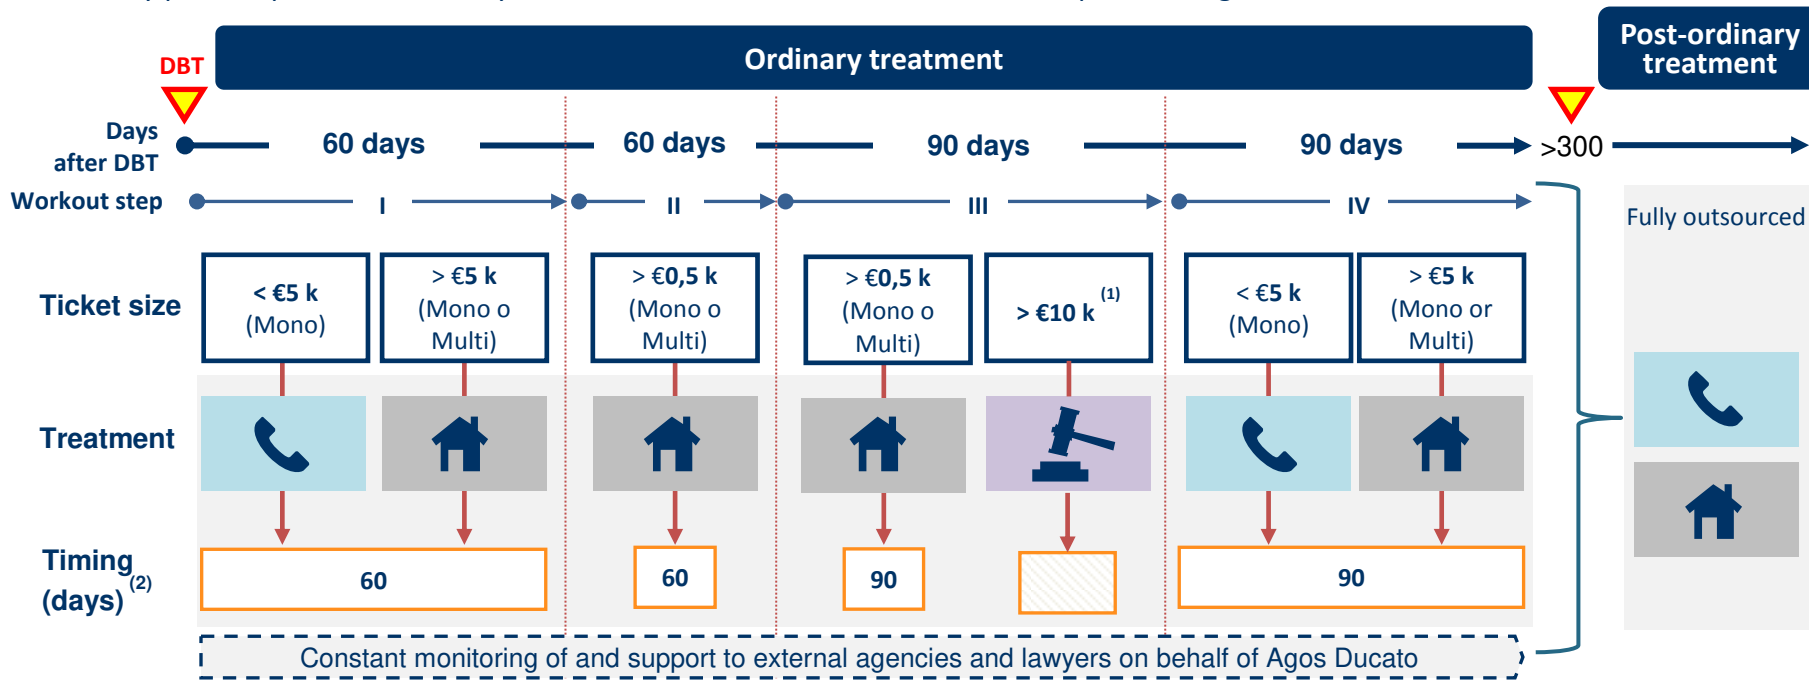 Ordinary treatment
Post-ordinary
treatment
DBT
Days
after DBT
60 days
60 days
90 days
90 days
>300
Workout step
I
II
III
IV
Fully outsourced
Ticket size
< €5 k
(Mono)
> €5 k
(Mono o
Multi)
> €0,5 k
(Mono o
Multi)
> €0,5 k
(Mono o
Multi)
> €10 k (1)
< €5 k
(Mono)
> €5 k
(Mono or
Multi)
Treatment
Timing
(days) (2)
60
60
90
90
Constant monitoring of and support to external agencies and lawyers on behalf of Agos Ducato